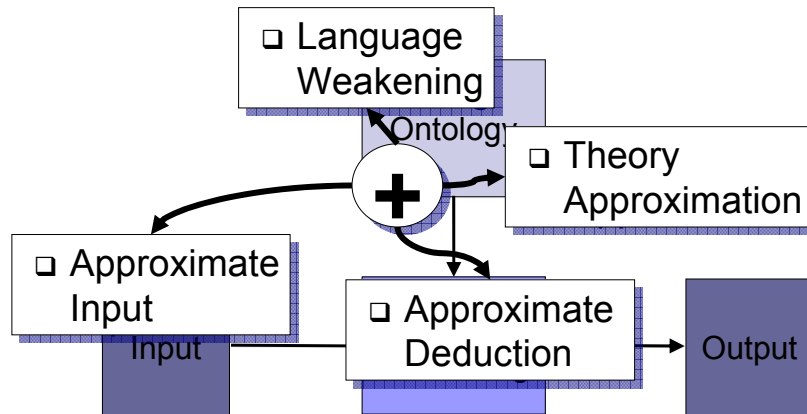 Language
Weakening
Ontology
+
Theory
Approximation
Approximate
Input
Approximate
Deduction
Input
Output